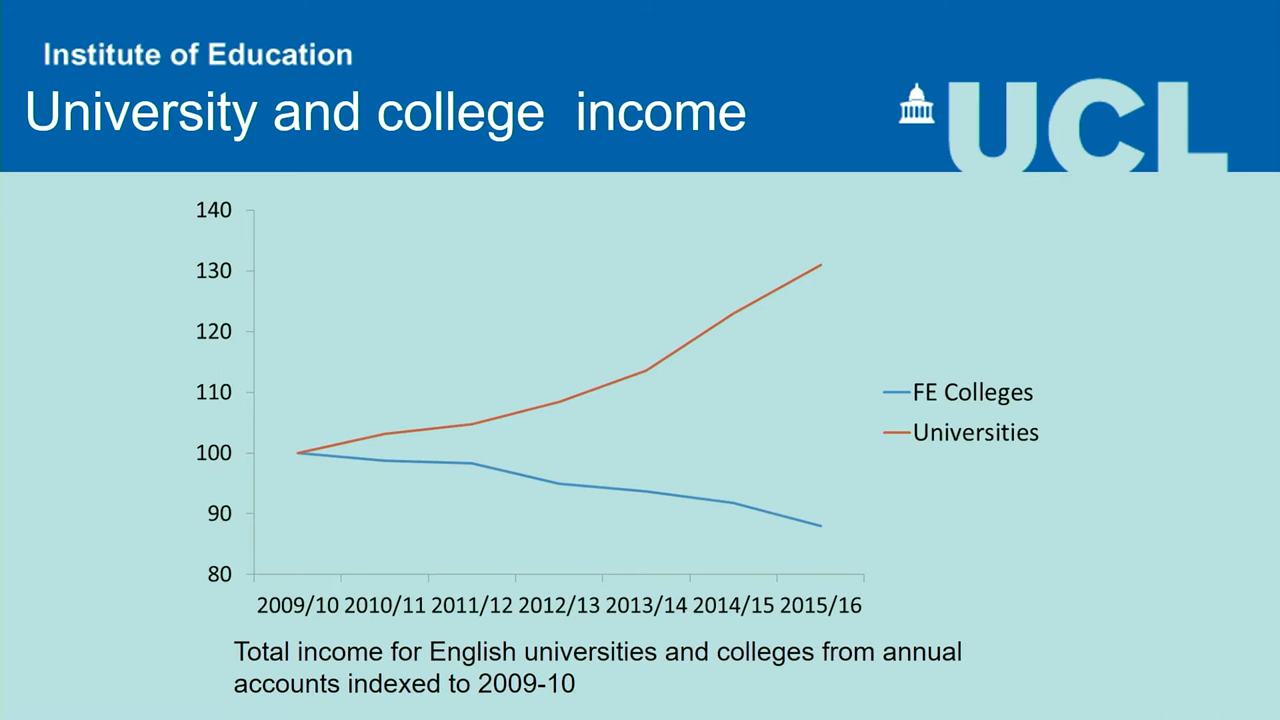 Institute of Education
University and college income
UCL
140
130
120
110
100
90
80
2009/10 2010/11 2011/12 2012/13 2013/14 2014/15 2015/16
FE Colleges
Universities
Total income for English universities and colleges from annual
accounts indexed to 2009-10